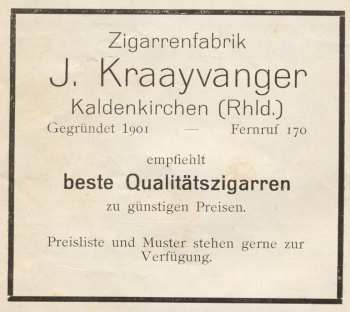 Zigarrenfabrik
J. Kraayvanger
Kaldenkirchen (Rhld.)
Gegründet 1901 — Fernruf 170
empfiehlt
beste Qualitätszigarren
zu günstigen Preisen.
Preisliste und Muster stehen gerne zur
Verfügung.